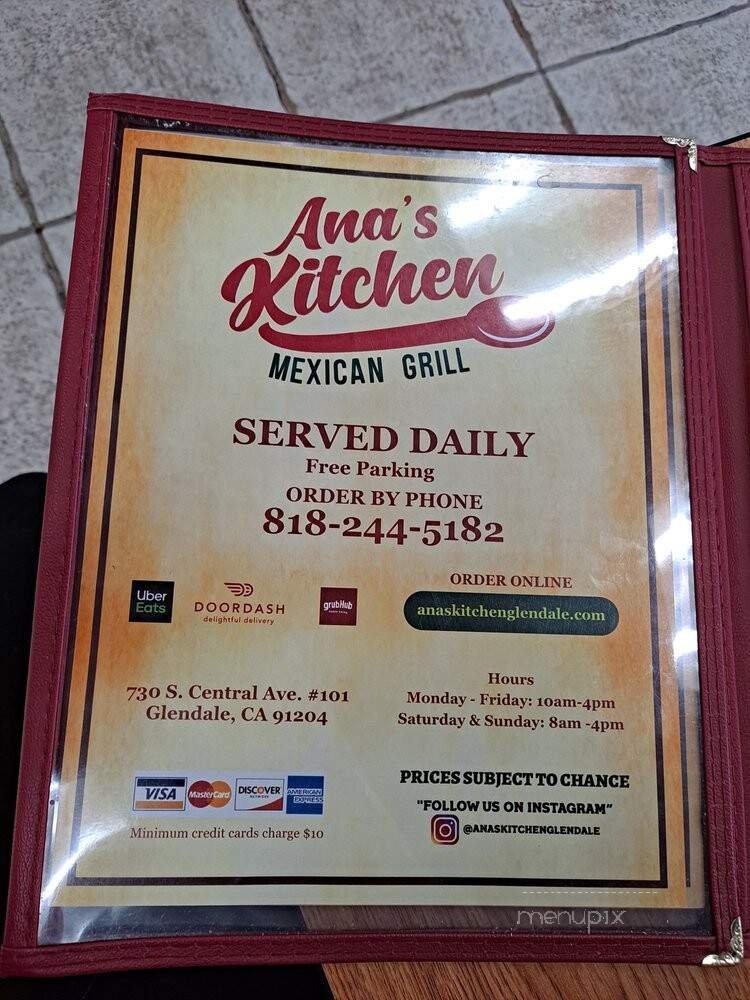 Ana's
Kitchen
MEXICAN GRILL
SERVED DAILY
Free Parking
ORDER BY PHONE
818-244-5182
Uber
Eats
DOORDASH
delightful delivery
grubHub
ORDER ONLINE
anaskitchenglendale.com
730 S. Central Ave. #101
Glendale, CA 91204
Hours
Monday - Friday: 10am-4pm
Saturday & Sunday: 8am -4pm
VISA
MasterCard
DISCOVER
NETWORK
AMERICAN
EXPRESS
Minimum credit cards charge $10
PRICES SUBJECT TO CHANCE
"FOLLOW US ON INSTAGRAM"
@ANASKITCHENGLENDALE
menupix